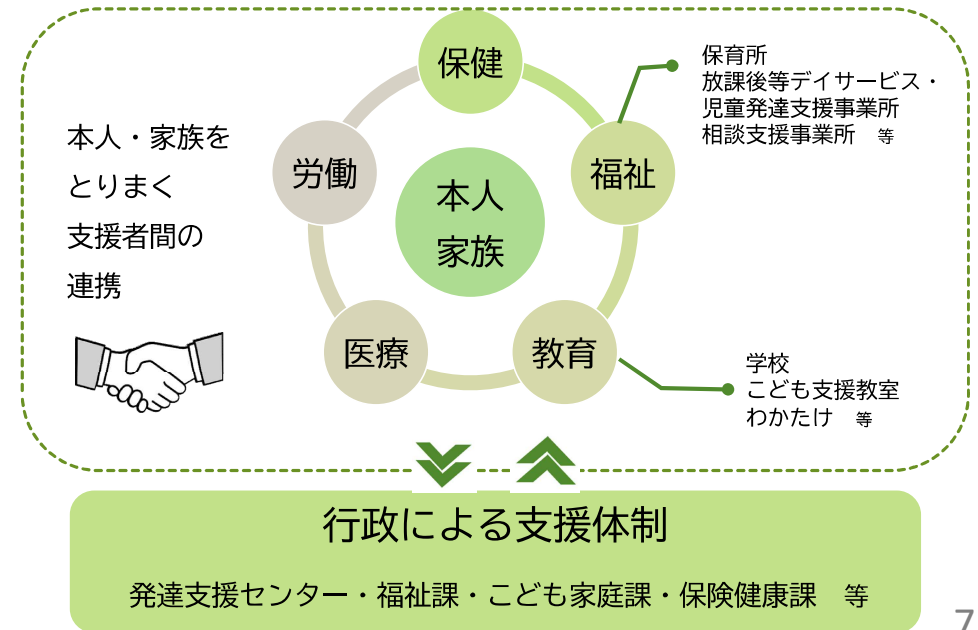 本人・家族を
とりまく
支援者間の
連携
保健
福祉
教育
医療
労働
本人
家族
保育所
放課後等デイサービス・
児童発達支援事業所
相談支援事業所　等
学校
こども支援教室
わかたけ　等
行政による支援体制
発達支援センター・福祉課・こども家庭課・保険健康課　等
7